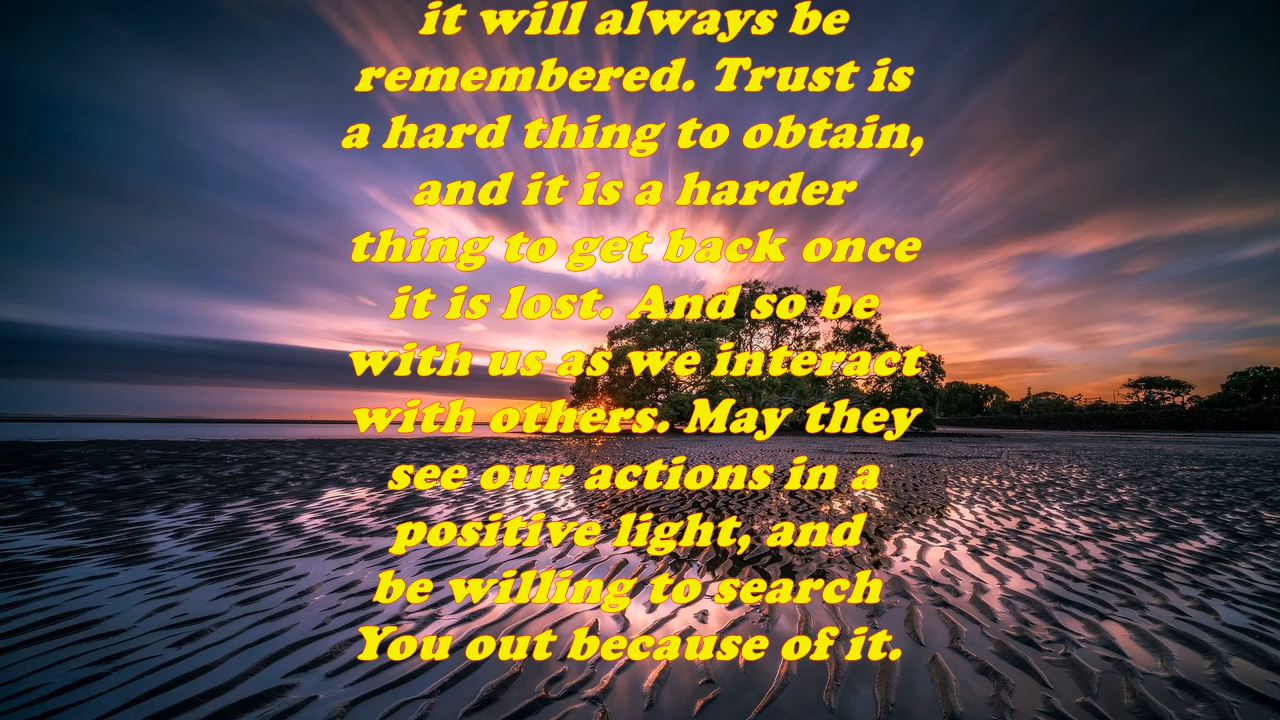 it will always be
remembered. Trust is
a hard thing to obtain,
and it is a harder
thing to get back once
it is lost. And so be
with us as we interact
with others. May they
see our actions in a
positive light, and
be willing to search
You out because of it.